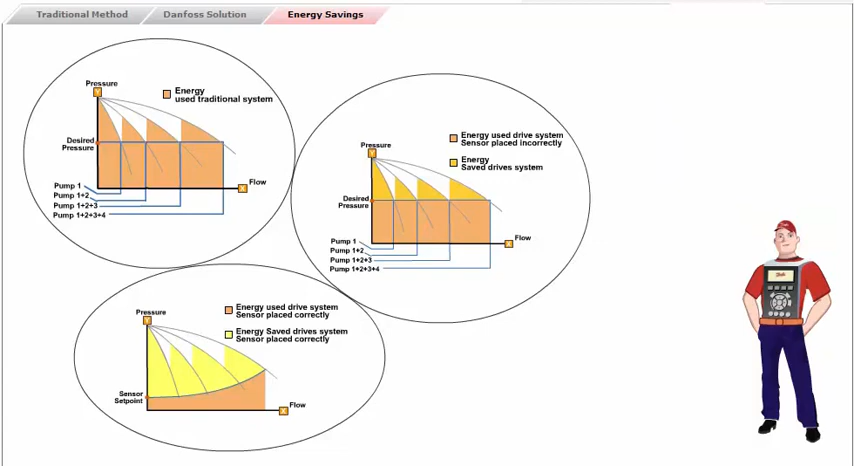 Traditional Method
Danfoss Solution
Energy Savings
Pressure
Y
Energy
used traditional system
Desired
Pressure
Flow
X
Pump 1
Pump 1+2
Pump 1+2+3
Pump 1+2+3+4
Pressure
Y
Energy used drive system
Sensor placed incorrectly
Energy
Saved drives system
Desired
Pressure
Flow
X
Pump 1
Pump 1+2
Pump 1+2+3
Pump 1+2+3+4
Pressure
Y
Energy used drive system
Sensor placed correctly
Energy Saved drives system
Sensor placed correctly
Sensor
Setpoint
Flow
X